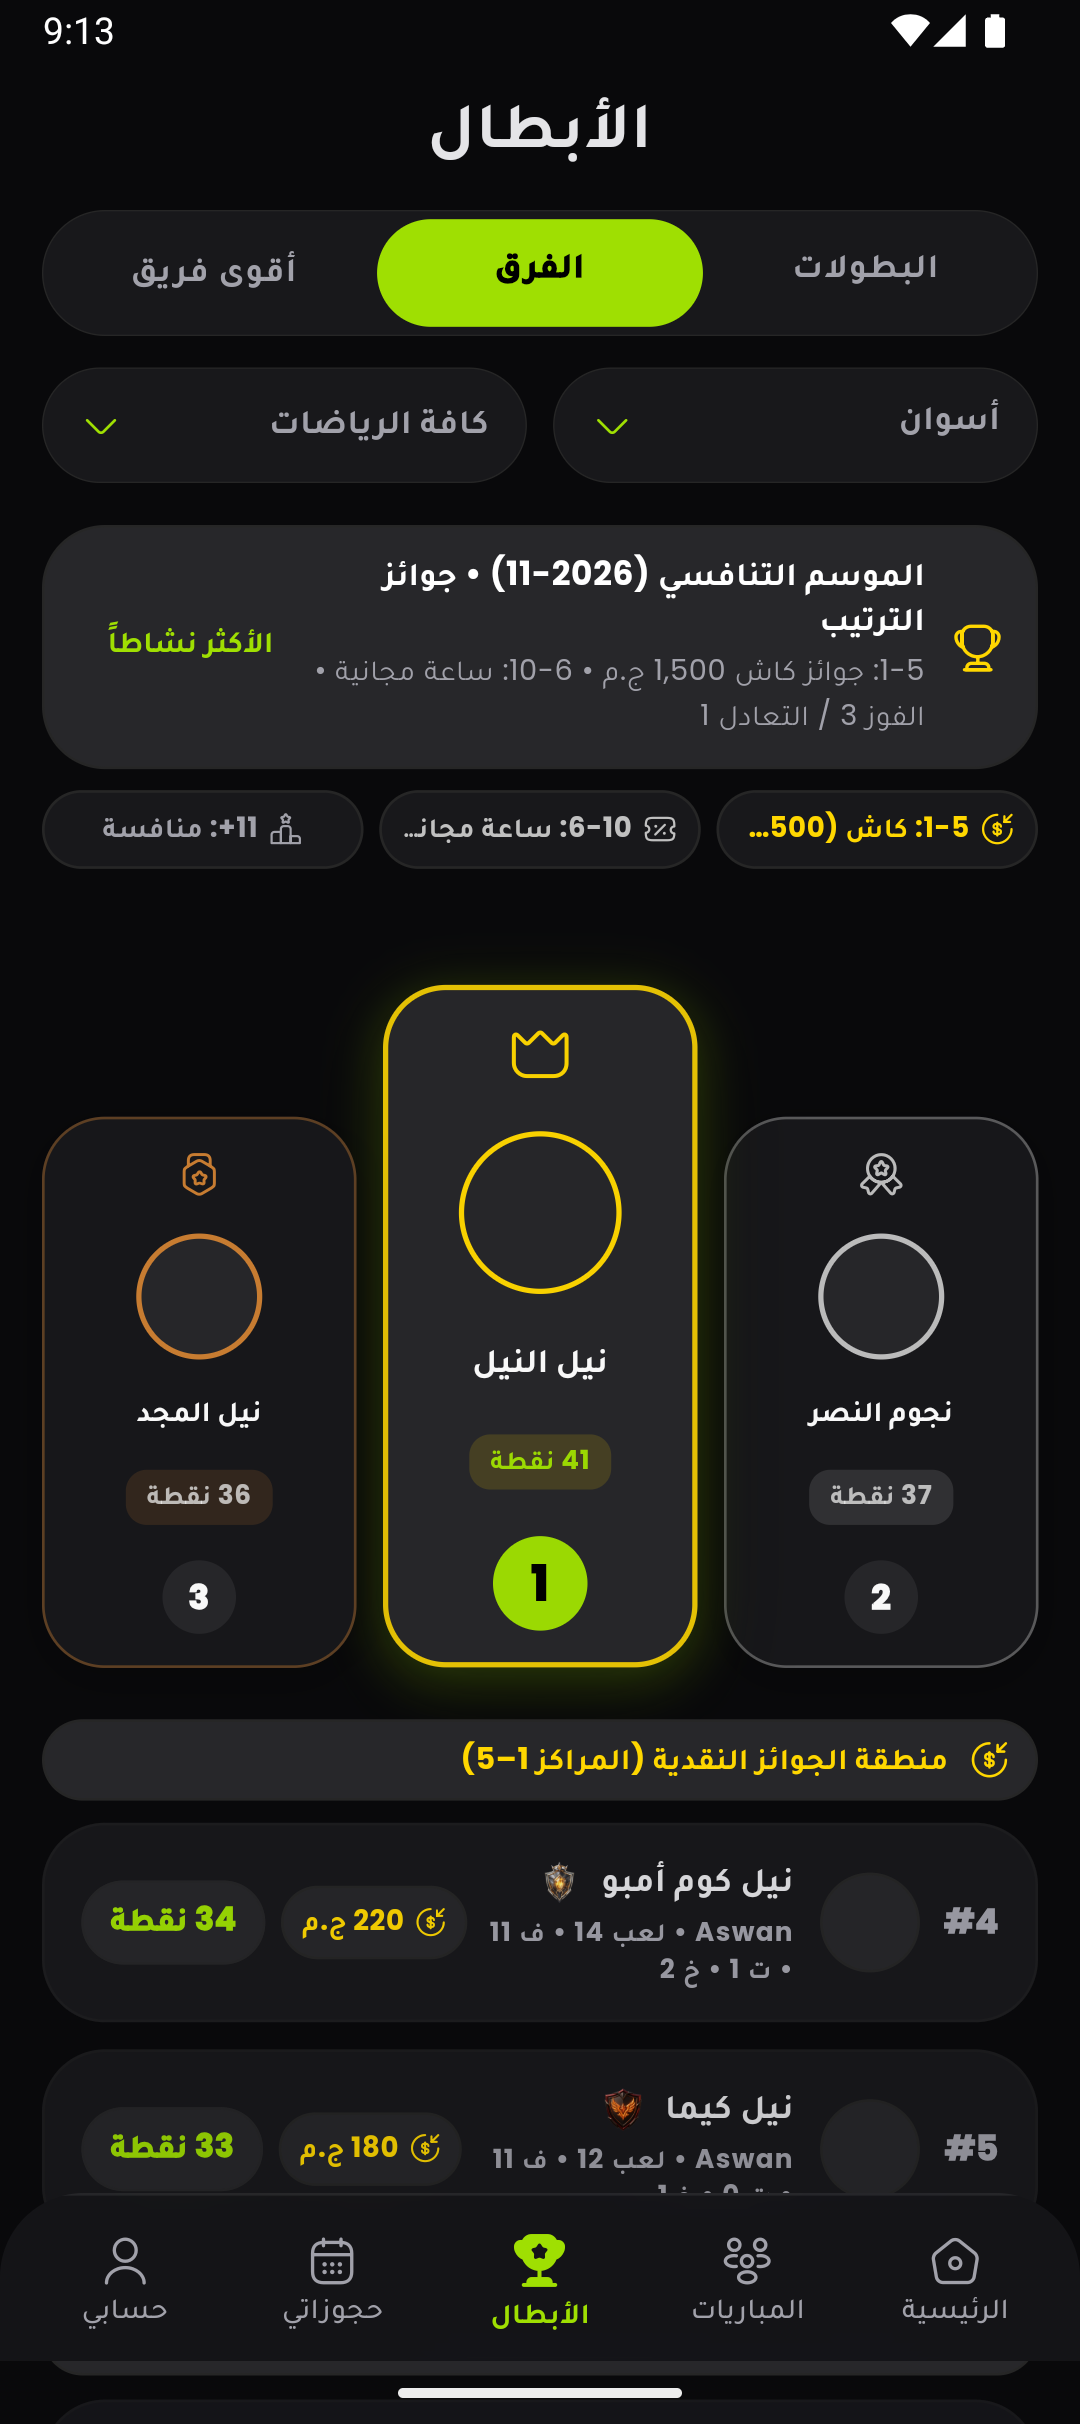 9:13
الأبطال
البطولات
الفرق
أقوى فريق
أسوان
كافة الرياضات
الموسم التنافسي (2026-11) • جوائز
الترتيب
1-5: جوائز كاش 1,500 ج.م • 6-10: ساعة مجانية •
الفوز 3 / التعادل 1
الأكثر نشاطاً
1-5: كاش (500...
6-10: ساعة مجانـ...
11+: منافسة
نيل النيل
41 نقطة
1
نجوم النصر
37 نقطة
2
نيل المجد
36 نقطة
3
منطقة الجوائز النقدية (المراكز 1–5)
#4
نيل كوم أمبو
Aswan • لعب 14 • ف 11
• ت 1 • خ 2
220 ج.م
34 نقطة
#5
نيل كيما
Aswan • لعب 12 • ف 11
180 ج.م
33 نقطة
الرئيسية
المباريات
الأبطال
حجوزاتي
حسابي